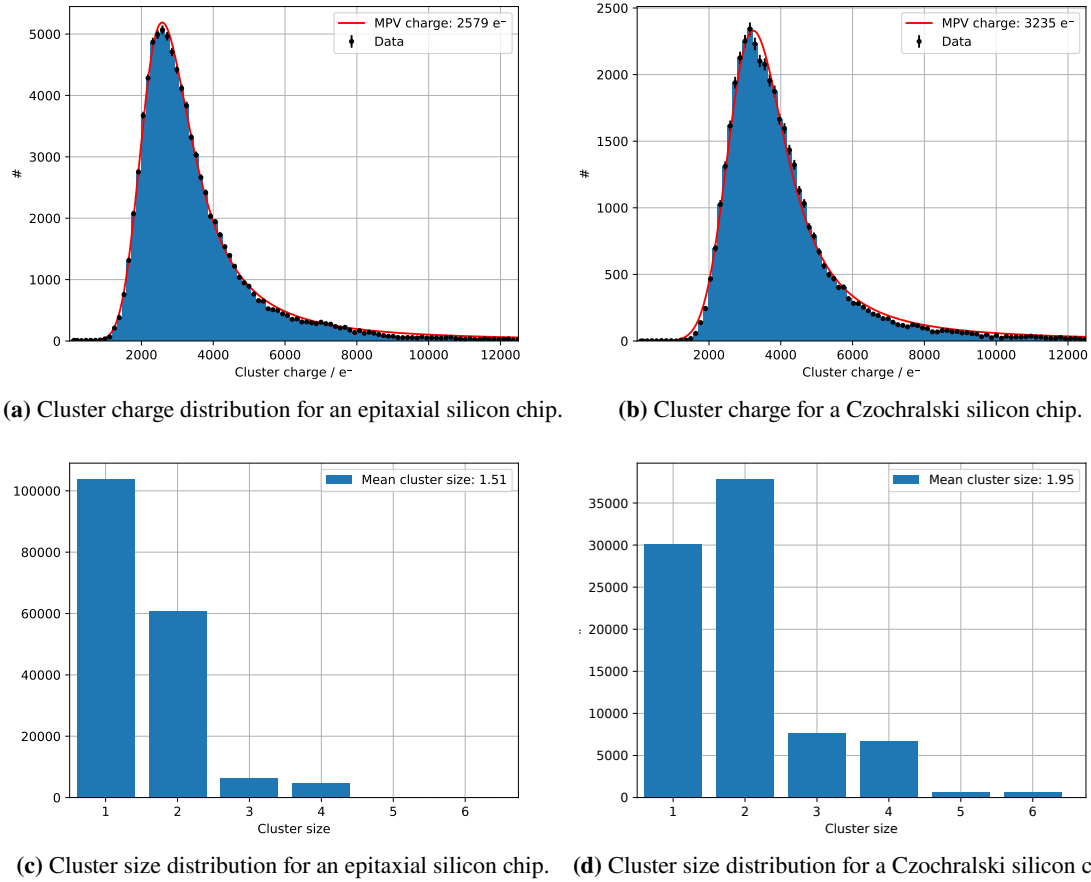 MPV charge: 2579 e⁻
Data
5000
4000
3000
2000
1000
0
#
2000 4000 6000 8000 10000 12000
Cluster charge / e⁻
(a) Cluster charge distribution for an epitaxial silicon chip.
MPV charge: 3235 e⁻
Data
2500
2000
1500
1000
500
0
#
2000 4000 6000 8000 10000 12000
Cluster charge / e⁻
(b) Cluster charge for a Czochralski silicon chip.
Mean cluster size: 1.51
100000
80000
60000
40000
20000
0
1 2 3 4 5 6
Cluster size
(c) Cluster size distribution for an epitaxial silicon chip.
Mean cluster size: 1.95
35000
30000
25000
20000
15000
10000
5000
0
1 2 3 4 5 6
Cluster size
(d) Cluster size distribution for a Czochralski silicon c